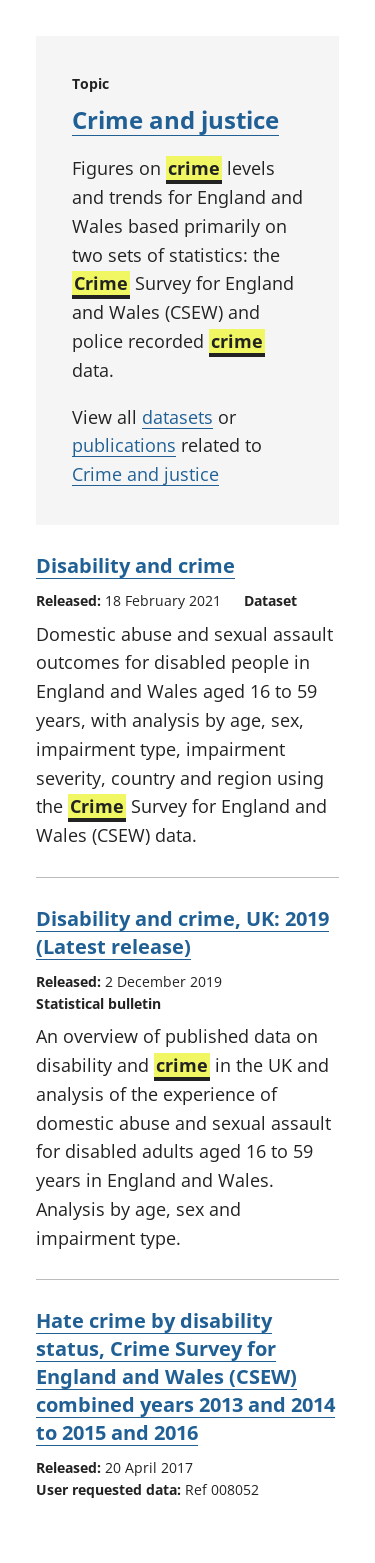 Topic
Crime and justice
Figures on crime levels
and trends for England and
Wales based primarily on
two sets of statistics: the
Crime Survey for England
and Wales (CSEW) and
police recorded crime
data.
View all datasets or
publications related to
Crime and justice
Disability and crime
Released: 18 February 2021 Dataset
Domestic abuse and sexual assault
outcomes for disabled people in
England and Wales aged 16 to 59
years, with analysis by age, sex,
impairment type, impairment
severity, country and region using
the Crime Survey for England and
Wales (CSEW) data.
Disability and crime, UK: 2019
(Latest release)
Released: 2 December 2019
Statistical bulletin
An overview of published data on
disability and crime in the UK and
analysis of the experience of
domestic abuse and sexual assault
for disabled adults aged 16 to 59
years in England and Wales.
Analysis by age, sex and
impairment type.
Hate crime by disability
status, Crime Survey for
England and Wales (CSEW)
combined years 2013 and 2014
to 2015 and 2016
Released: 20 April 2017
User requested data: Ref 008052